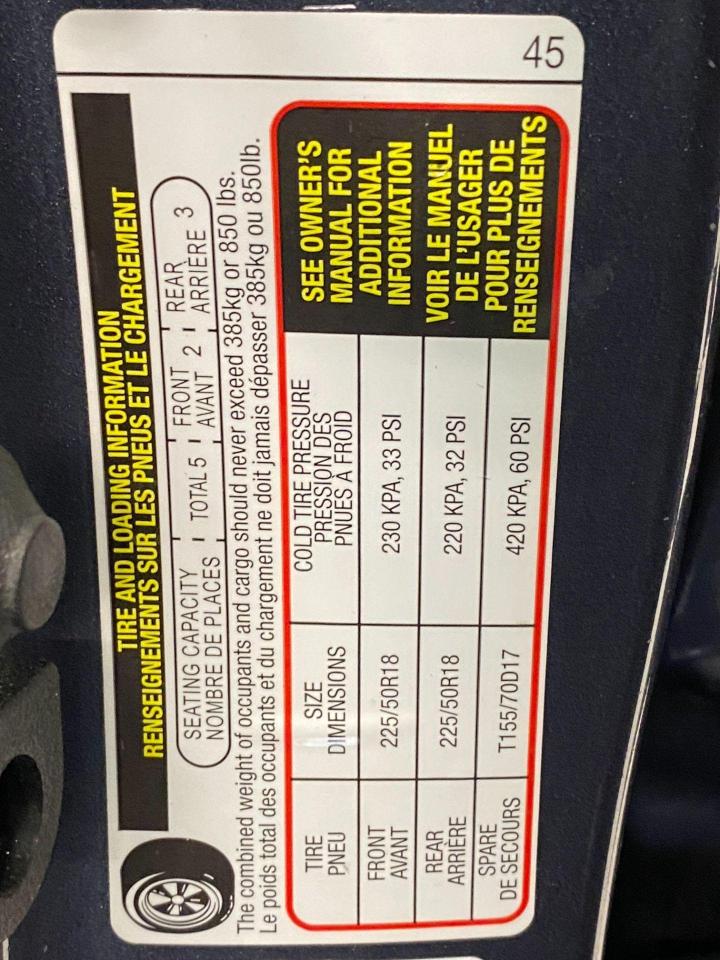 45
TIRE AND LOADING INFORMATION
RENSEIGNEMENTS SUR LES PNEUS ET LE CHARGEMENT
SEATING CAPACITY
NOMBRE DE PLACES
TOTAL 5
FRONT
AVANT 2
REAR
ARRIÈRE 3
The combined weight of occupants and cargo should never exceed 385kg or 850 lbs.
Le poids total des occupants et du chargement ne doit jamais dépasser 385kg ou 850lb.
TIRE
PNEU
SIZE
DIMENSIONS
COLD TIRE PRESSURE
PRESSION DES
PNUES À FROID
FRONT
AVANT
225/50R18
230 KPA, 33 PSI
REAR
ARRIÈRE
225/50R18
220 KPA, 32 PSI
SPARE
DE SECOURS
T155/70D17
420 KPA, 60 PSI
SEE OWNER'S
MANUAL FOR
ADDITIONAL
INFORMATION
VOIR LE MANUEL
DE L'USAGER
POUR PLUS DE
RENSEIGNEMENTS